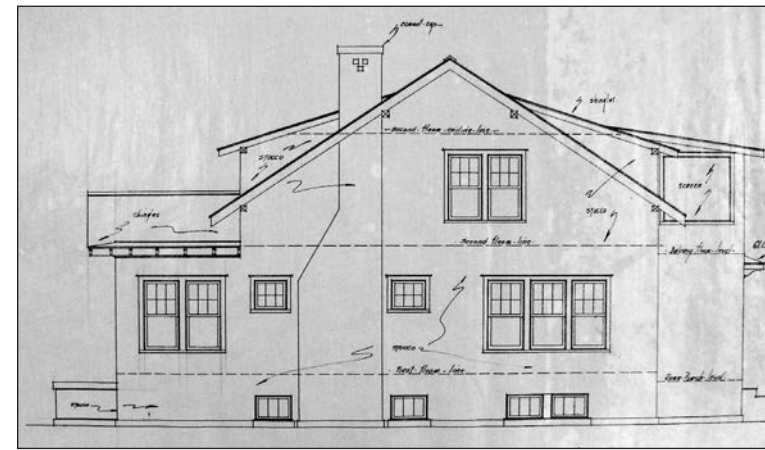 cement cap
shingles
second floor ceiling line
stucco
screen
shingles
stucco
second floor line
Balcony floor level
stucco
First floor line
Rear Porch level
stucco